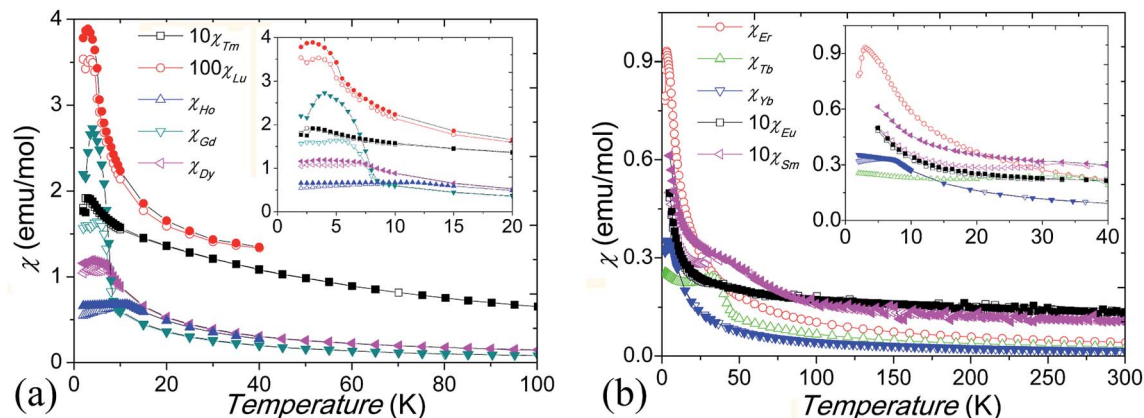 4
3
2
1
0
χ (emu/mol)
10χTm
100χLu
χHo
χGd
χDy
4
3
2
1
0
0 5 10 15 20
0 20 40 60 80 100
Temperature (K)
(a)
0.9
0.6
0.3
0.0
χ (emu/mol)
χEr
χTb
χYb
10χEu
10χSm
0.9
0.6
0.3
0.0
0 10 20 30 40
0 50 100 150 200 250 300
Temperature (K)
(b)